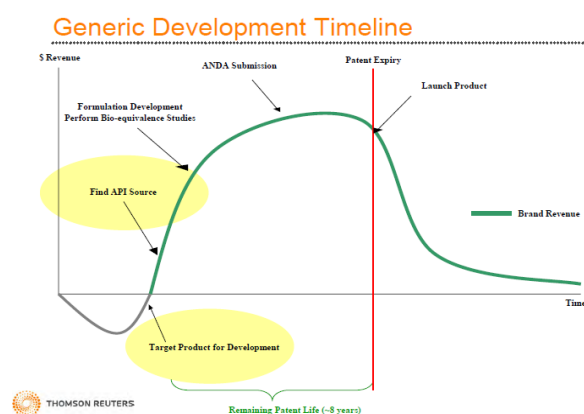 Generic Development Timeline
$ Revenue
ANDA Submission
Patent Expiry
Launch Product
Formulation Development
Perform Bio-equivalence Studies
Find API Source
Brand Revenue
Time
Target Product for Development
Remaining Patent Life (~8 years)
THOMSON REUTERS